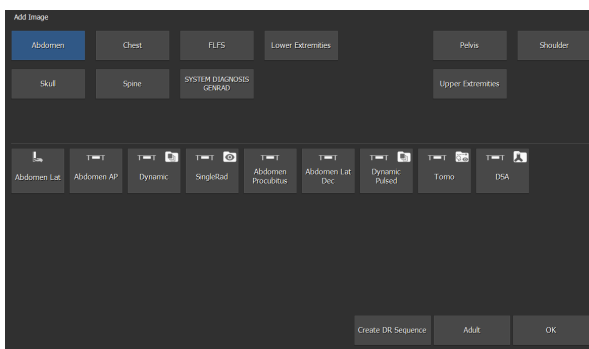 Add Image
Abdomen
Chest
FLFS
Lower Extremities
Pelvis
Shoulder
Skull
Spine
SYSTEM DIAGNOSIS
GENRAD
Upper Extremities
Abdomen Lat
Abdomen AP
Dynamic
SingleRad
Abdomen
Procubitus
Abdomen Lat
Dec
Dynamic
Pulsed
Tomo
DSA
Create DR Sequence
Adult
OK